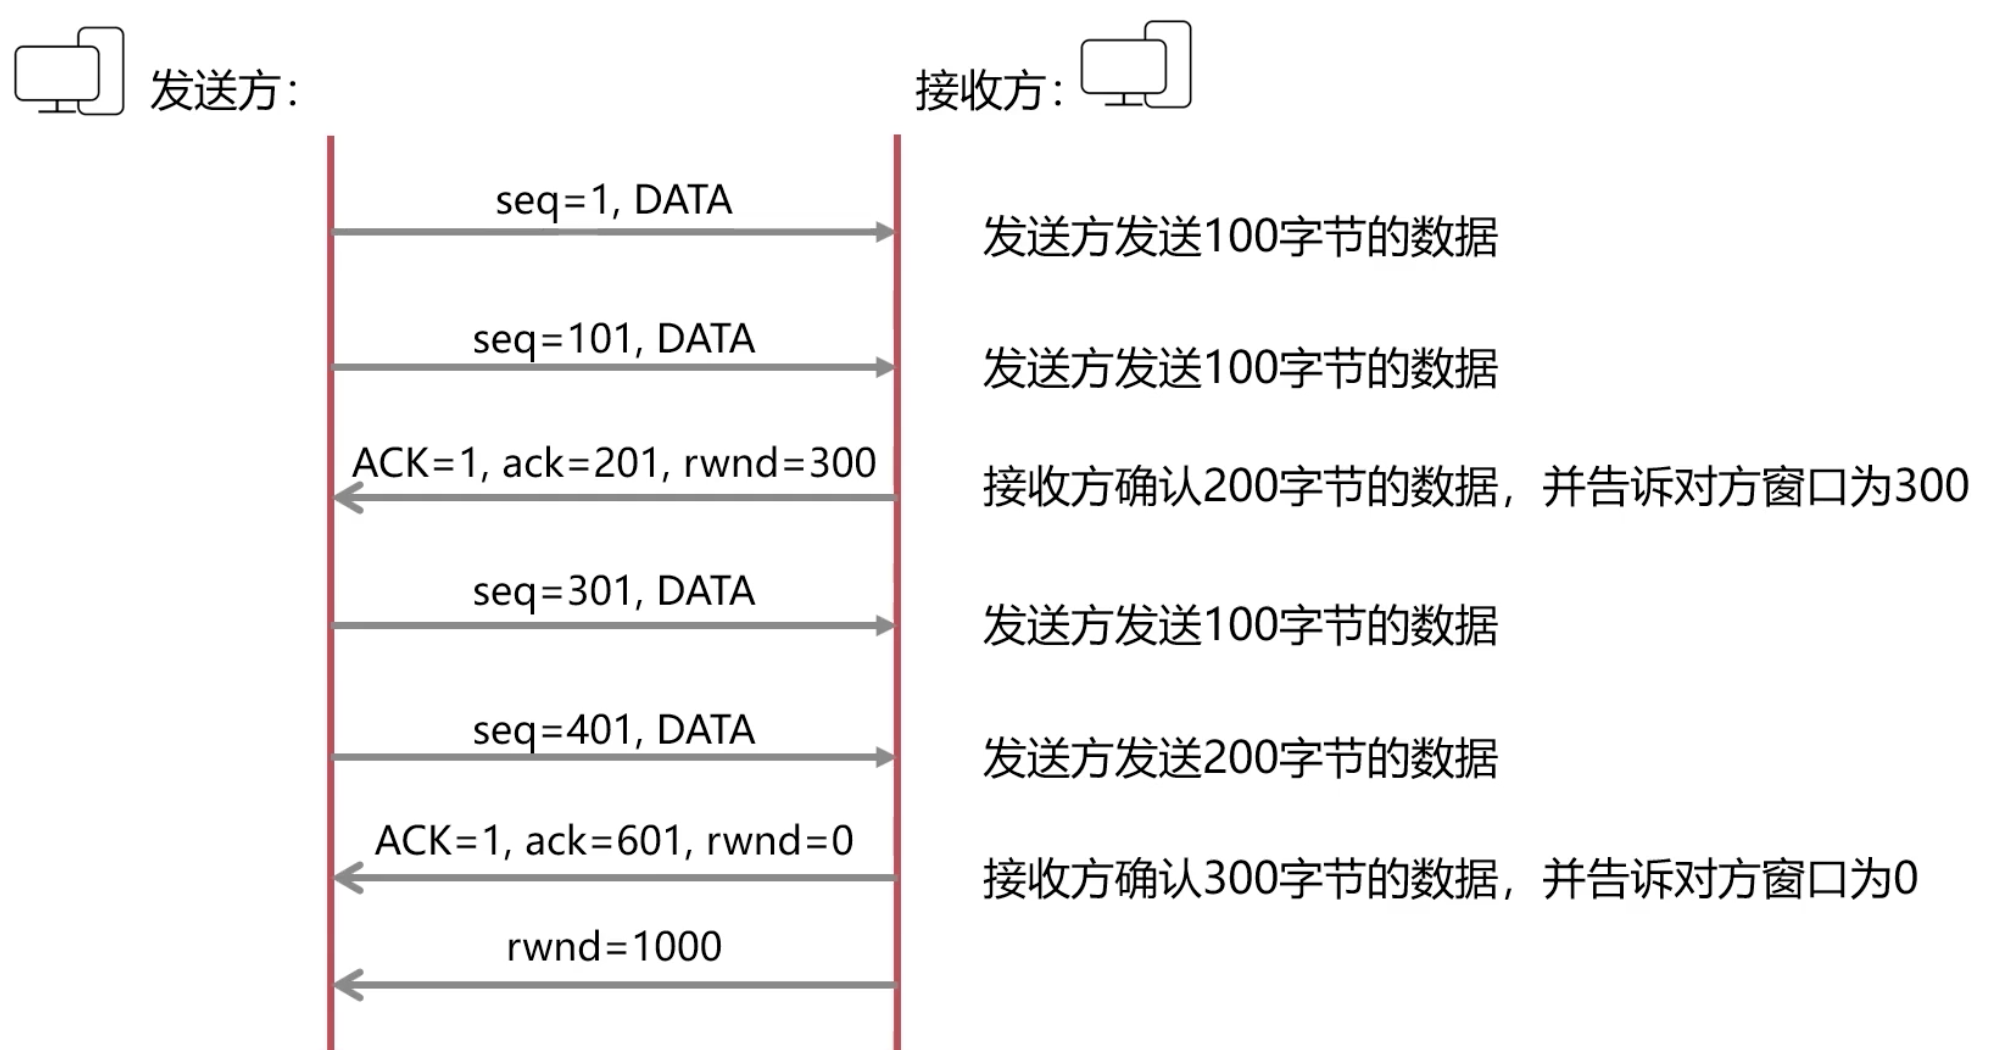 发送方：
接收方：
seq=1, DATA
发送方发送100字节的数据
seq=101, DATA
发送方发送100字节的数据
ACK=1, ack=201, rwnd=300
接收方确认200字节的数据，并告诉对方窗口为300
seq=301, DATA
发送方发送100字节的数据
seq=401, DATA
发送方发送200字节的数据
ACK=1, ack=601, rwnd=0
接收方确认300字节的数据，并告诉对方窗口为0
rwnd=1000